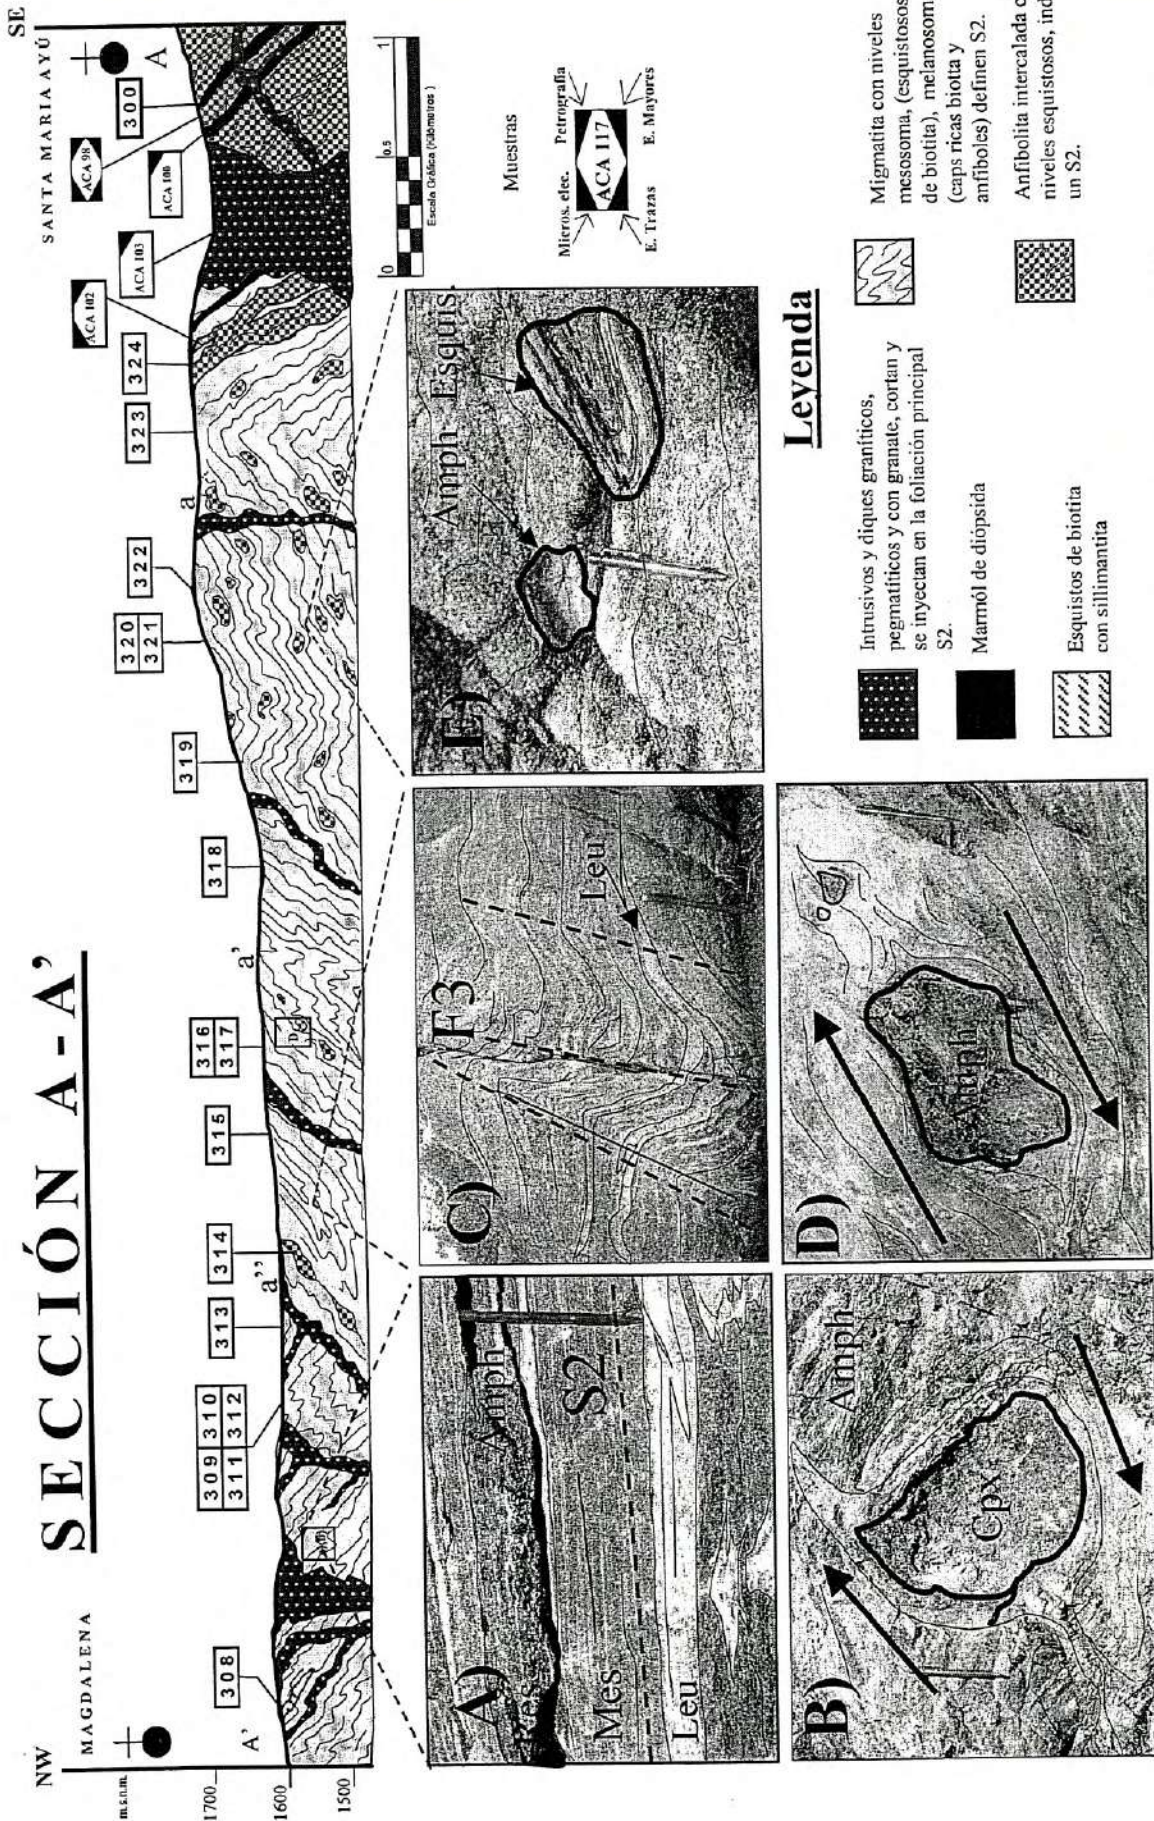 SECCIÓN A-A'
NW
SE
MAGDALENA
SANTA MARIA AYÚ
m.s.n.m.
1700
1600
1500
A'
A
308
309 310
311 312
313
a''
314
315
316
317
a'
318
319
320
321
322
a
323
324
ACA 102
ACA 103
ACA 100
ACA 98
300
D
0 0.5 1
Escala Gráfica (Kilómetros)
Muestras
Micros. elec. Petrografía
ACA 117
E. Trazas E. Mayores
A)
Amph
S2
Mes
Leu
C)
F3
Leu
Amph Esquis
B)
Amph
Cpx
D)
Amph
Leyenda
Intrusivos y diques graníticos,
pegmatíticos y con granate, cortan y
se inyectan en la foliación principal
S2.
Marmól de diópsida
Esquistos de biotita
con sillimantita
Migmatita con niveles
mesosoma, (esquistosos
de biotita), melanosom
(caps ricas biotta y
anfiboles) definen S2.
Anfibolita intercalada c
niveles esquistosos, ind
un S2.